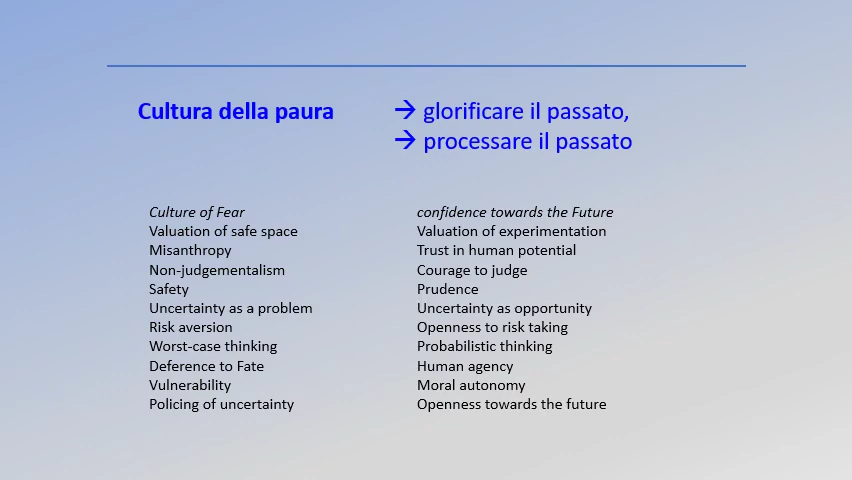 Cultura della paura → glorificare il passato,
→ processare il passato
Culture of Fear
Valuation of safe space
Misanthropy
Non-judgementalism
Safety
Uncertainty as a problem
Risk aversion
Worst-case thinking
Deference to Fate
Vulnerability
Policing of uncertainty
confidence towards the Future
Valuation of experimentation
Trust in human potential
Courage to judge
Prudence
Uncertainty as opportunity
Openness to risk taking
Probabilistic thinking
Human agency
Moral autonomy
Openness towards the future